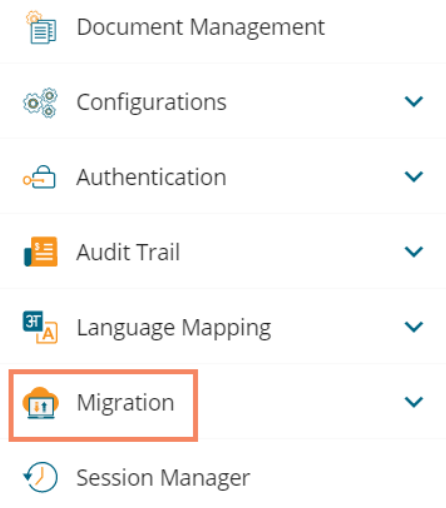 Document Management
Configurations
Authentication
Audit Trail
Language Mapping
Migration
Session Manager